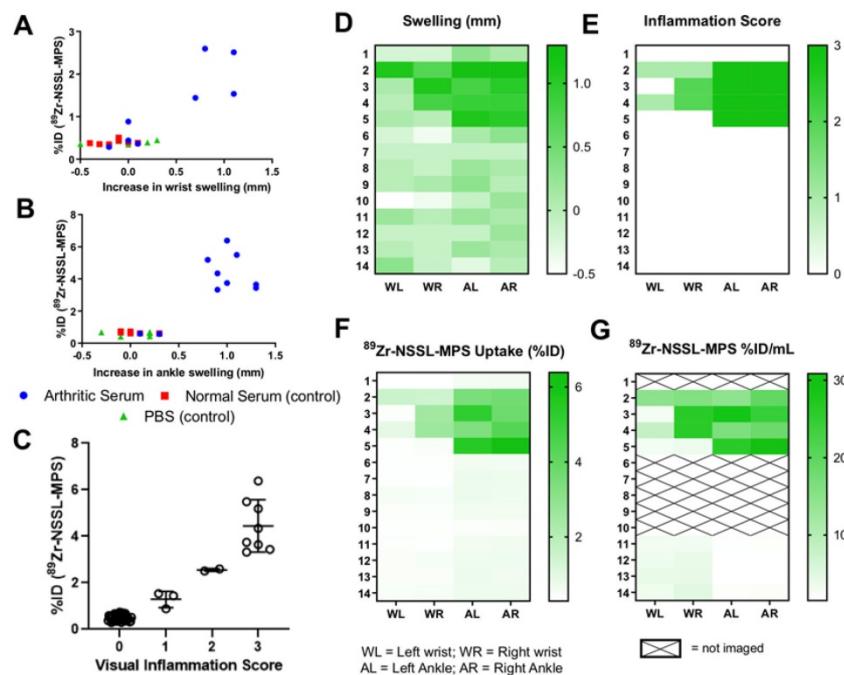 A
%ID (⁸⁹Zr-NSSL-MPS)
3
2
1
0
-0.5 0.0 0.5 1.0 1.5
Increase in wrist swelling (mm)
B
%ID (⁸⁹Zr-NSSL-MPS)
8
6
4
2
0
-0.5 0.0 0.5 1.0 1.5
Increase in ankle swelling (mm)
Arthritic Serum Normal Serum (control)
PBS (control)
C
%ID (⁸⁹Zr-NSSL-MPS)
8
6
4
2
0
0 1 2 3
Visual Inflammation Score
D
Swelling (mm)
1
2
3
4
5
6
7
8
9
10
11
12
13
14
WL WR AL AR
1.0
0.5
0
-0.5
E
Inflammation Score
1
2
3
4
5
6
7
8
9
10
11
12
13
14
WL WR AL AR
3
2
1
0
F
⁸⁹Zr-NSSL-MPS Uptake (%ID)
1
2
3
4
5
6
7
8
9
10
11
12
13
14
WL WR AL AR
6
4
2
G
⁸⁹Zr-NSSL-MPS %ID/mL
1
2
3
4
5
6
7
8
9
10
11
12
13
14
WL WR AL AR
30
20
10
WL = Left wrist; WR = Right wrist
AL = Left Ankle; AR = Right Ankle
= not imaged